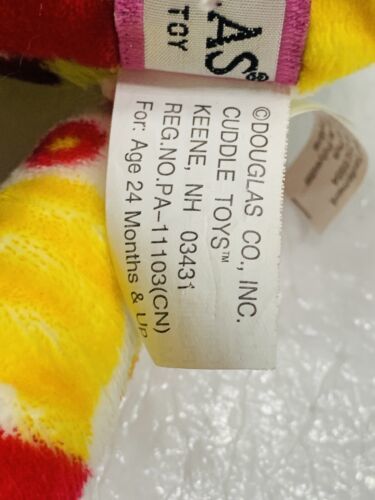 AS®
TOY
©DOUGLAS CO., INC.
CUDDLE TOYS™
KEENE, NH 03431
REG.NO.PA-11103(CN)
For: Age 24 Months & Up